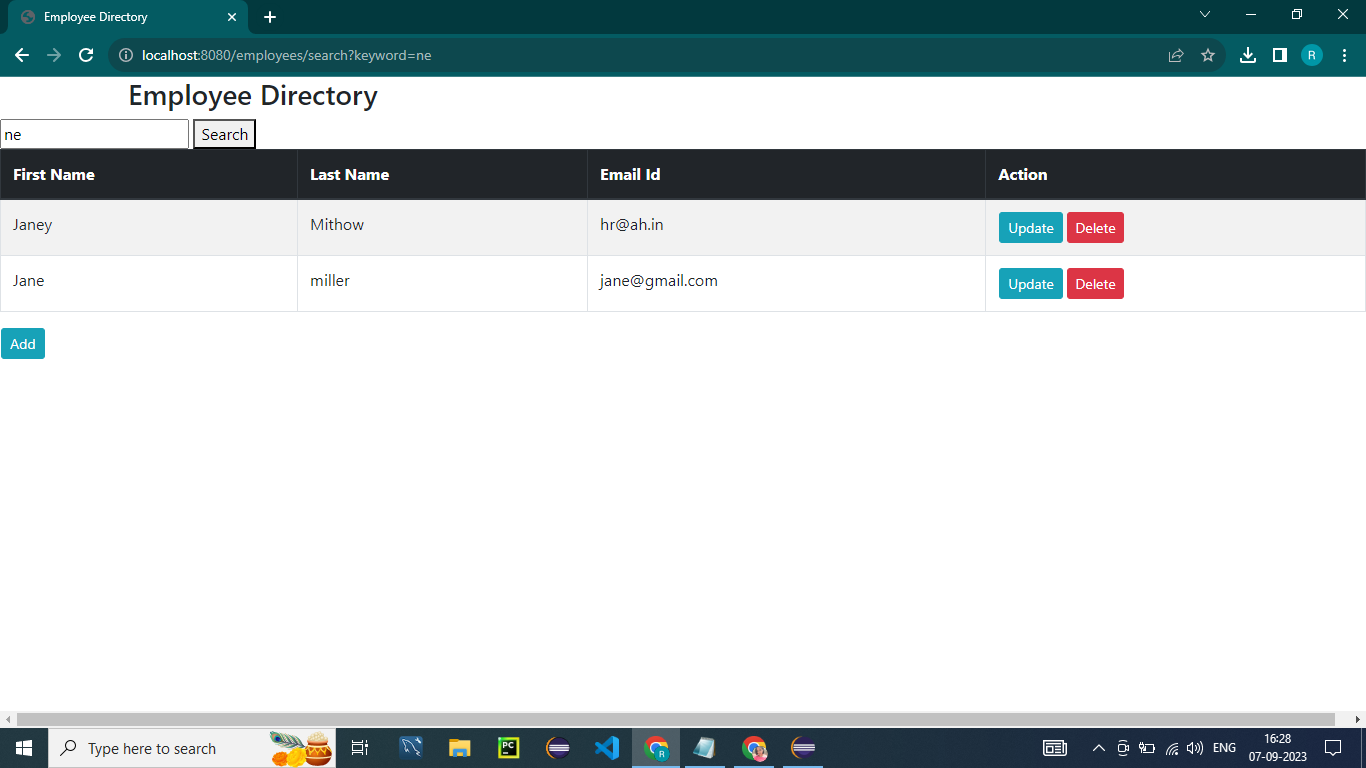 Employee Directory
localhost:8080/employees/search?keyword=ne
R
Employee Directory
ne Search
First Name Last Name Email Id Action
Janey Mithow hr@ah.in Update Delete
Jane miller jane@gmail.com Update Delete
Add
Type here to search
PC
R
ENG
16:28
07-09-2023